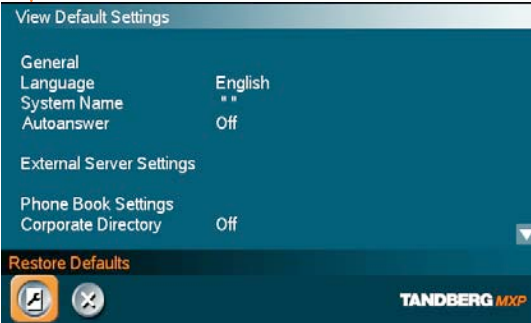 View Default Settings
General
Language English
System Name " "
Autoanswer Off
External Server Settings
Phone Book Settings
Corporate Directory Off
Restore Defaults
TANDBERG MXP